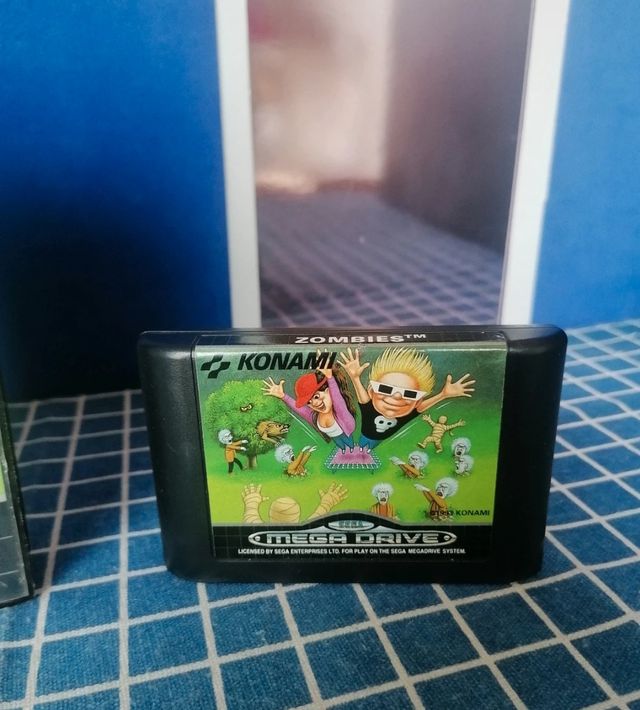 ZOMBIES™
KONAMI
© 1993 KONAMI
SEGA
MEGA DRIVE
LICENSED BY SEGA ENTERPRISES LTD. FOR PLAY ON THE SEGA MEGADRIVE SYSTEM.